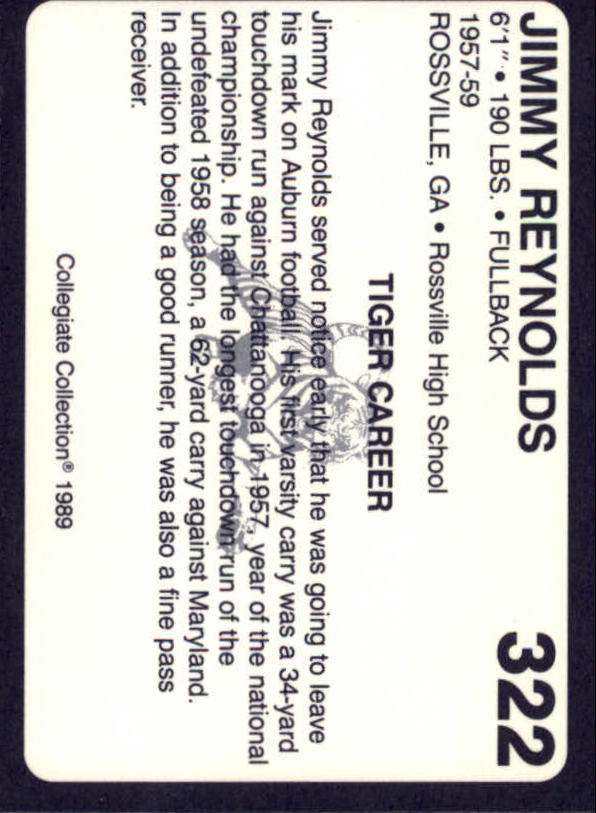 JIMMY REYNOLDS 322
6'1" • 190 LBS. • FULLBACK
1957-59
ROSSVILLE, GA • Rossville High School
TIGER CAREER
Jimmy Reynolds served notice early that he was going to leave
his mark on Auburn football. His first varsity carry was a 34-yard
touchdown run against Chattanooga in 1957, year of the national
championship. He had the longest touchdown run of the
undefeated 1958 season, a 62-yard carry against Maryland.
In addition to being a good runner, he was also a fine pass
receiver.
Collegiate Collection® 1989